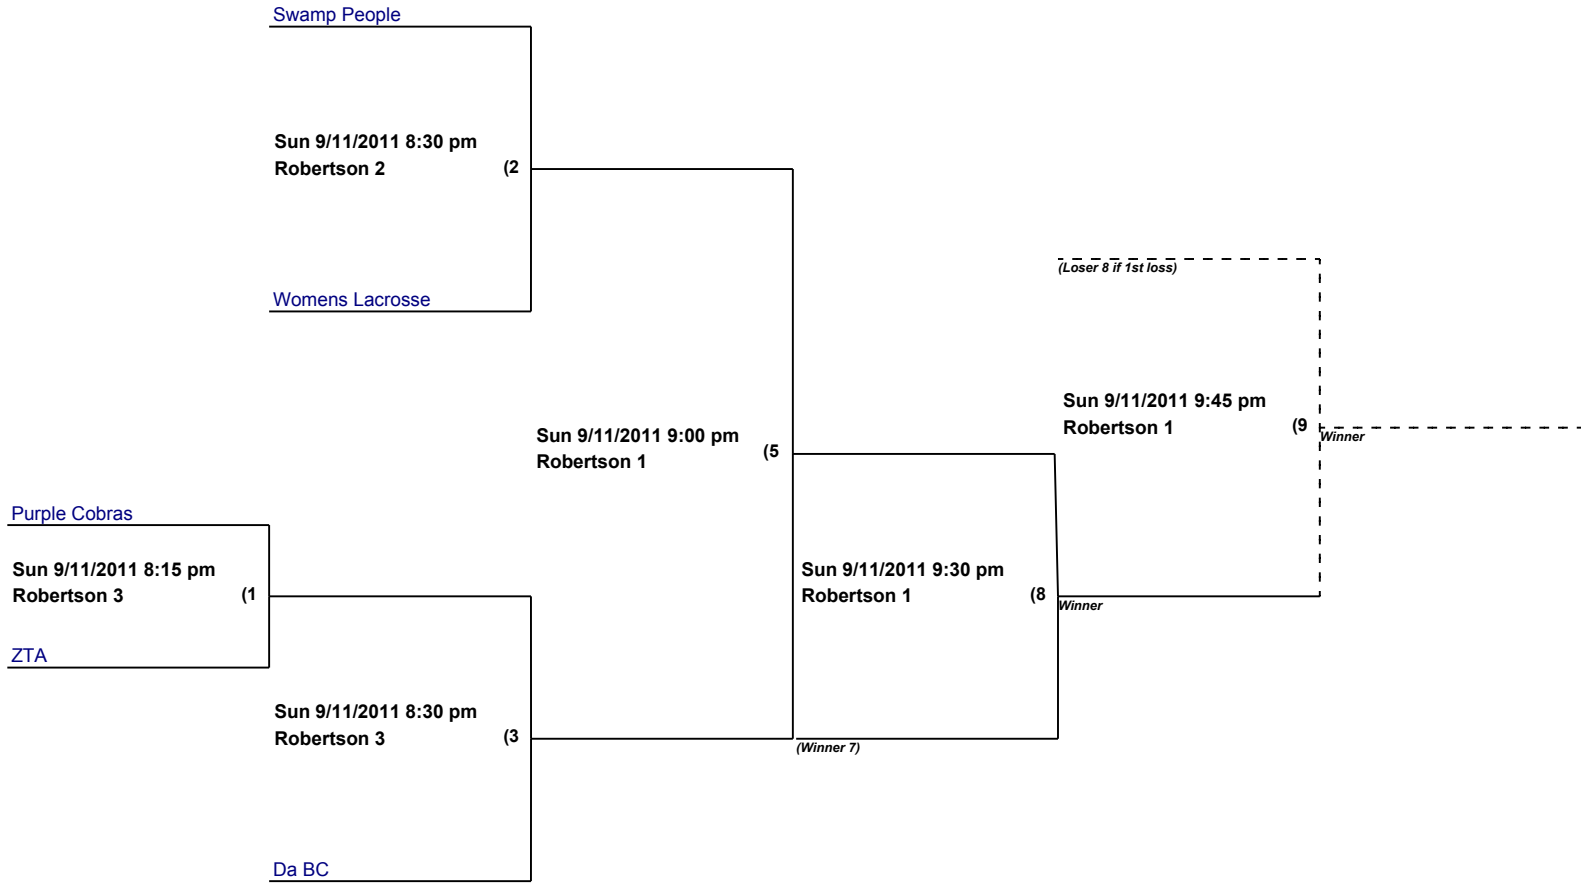 Swamp People
Sun 9/11/2011 8:30 pm
Robertson 2 (2
Womens Lacrosse
(Loser 8 if 1st loss)
Sun 9/11/2011 9:45 pm
Robertson 1 (9
Winner
Sun 9/11/2011 9:00 pm
Robertson 1 (5
Purple Cobras
Sun 9/11/2011 8:15 pm
Robertson 3 (1
ZTA
Sun 9/11/2011 9:30 pm
Robertson 1 (8
Winner
Sun 9/11/2011 8:30 pm
Robertson 3 (3
(Winner 7)
Da BC